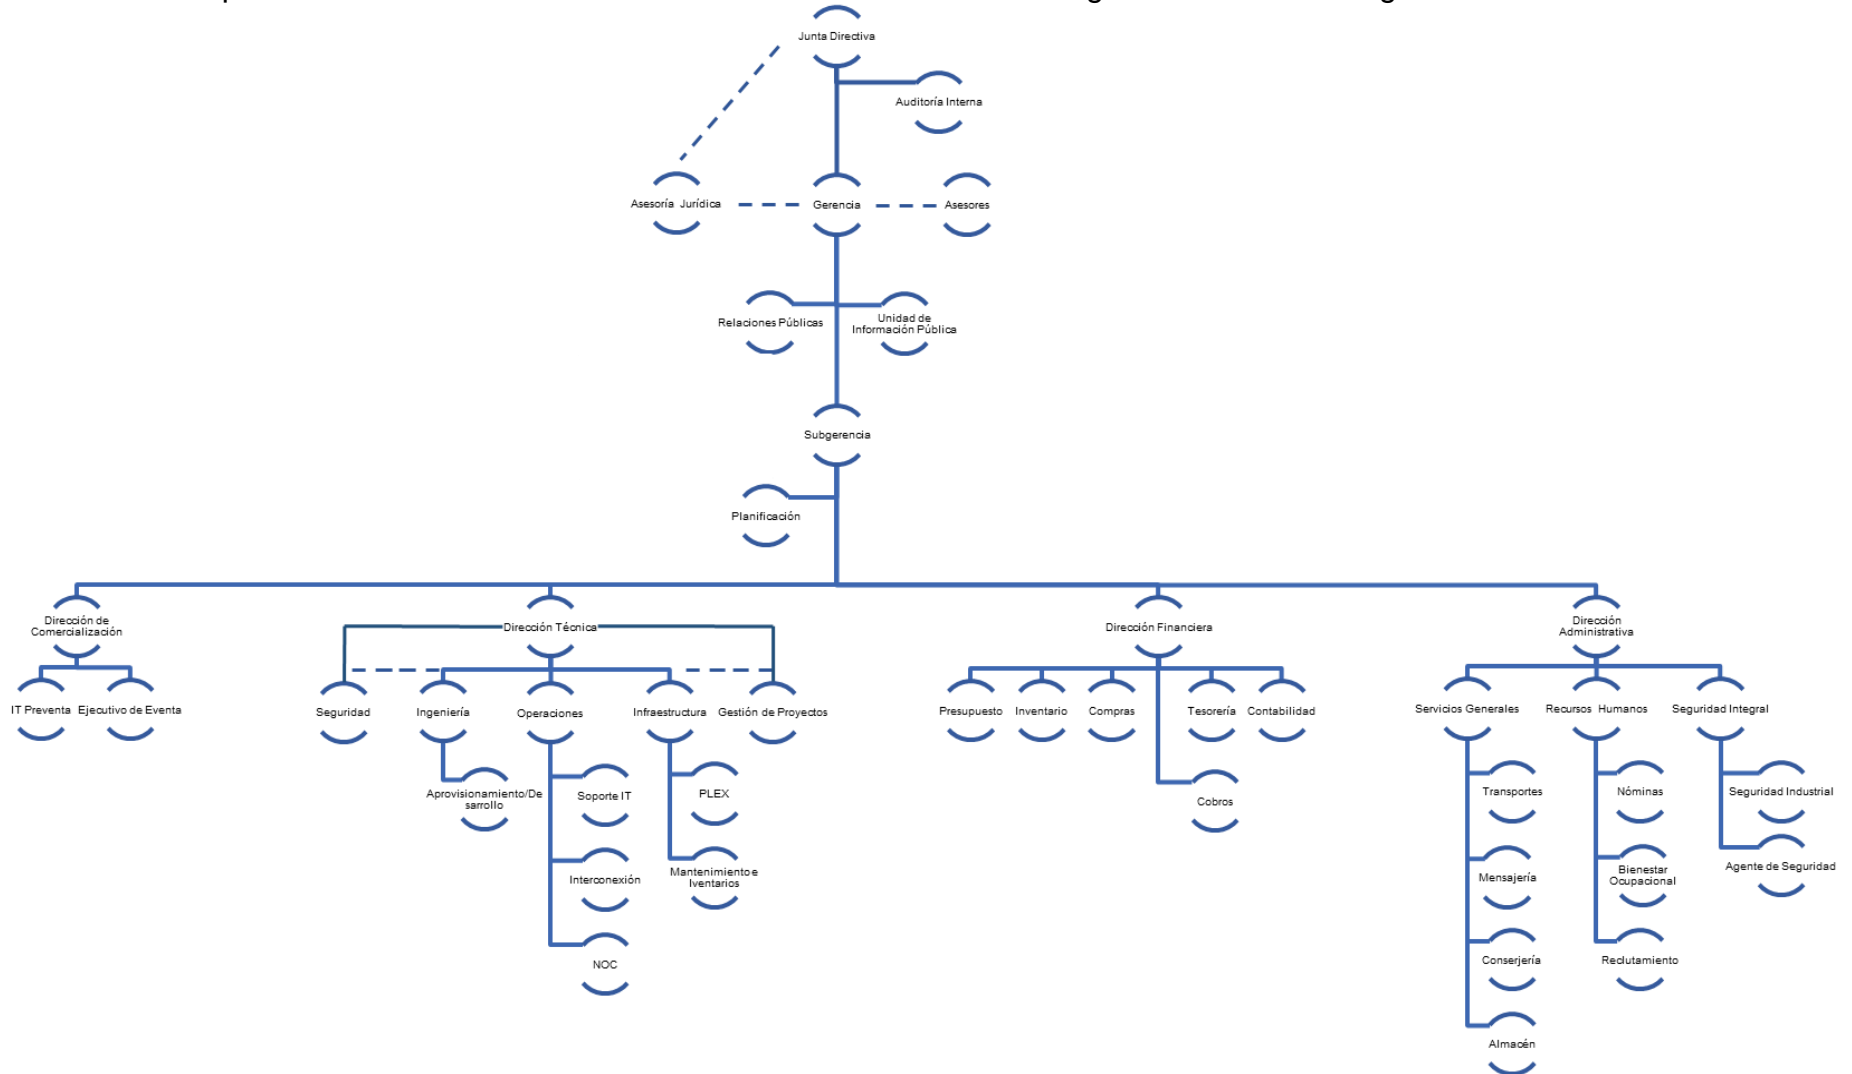 Junta Directiva
Auditoría Interna
Asesoría Jurídica
Gerencia
Asesores
Relaciones Públicas
Unidad de
Información Pública
Subgerencia
Planificación
Dirección de
Comercialización
Dirección Técnica
Dirección Financiera
Dirección
Administrativa
IT Preventa
Ejecutivo de Eventa
Seguridad
Ingeniería
Operaciones
Infraestructura
Gestión de Proyectos
Presupuesto
Inventario
Compras
Tesorería
Contabilidad
Servicios Generales
Recursos Humanos
Seguridad Integral
Aprovisionamiento/De
sarrollo
Soporte IT
PLEX
Cobros
Transportes
Nóminas
Seguridad Industrial
Interconexión
Mantenimiento e
Iventarios
Mensajería
Bienestar
Ocupacional
Agente de Seguridad
NOC
Conserjería
Reclutamiento
Almacén